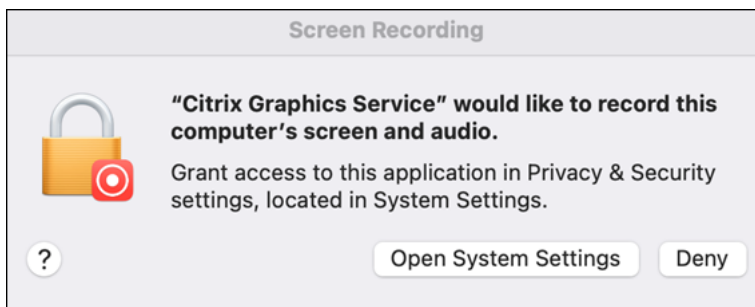 Screen Recording
“Citrix Graphics Service” would like to record this
computer’s screen and audio.
Grant access to this application in Privacy & Security
settings, located in System Settings.
?
Open System Settings
Deny